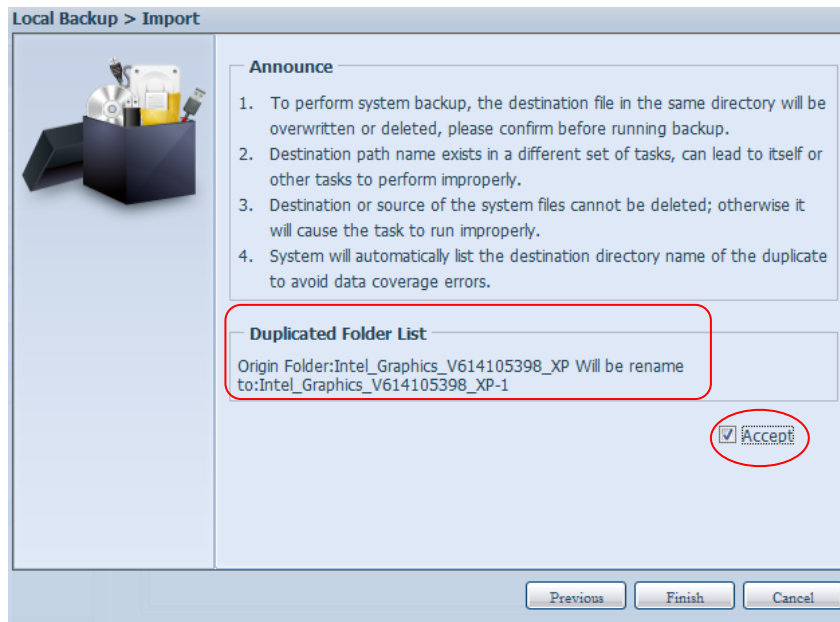 Local Backup > Import
Announce
1. To perform system backup, the destination file in the same directory will be
overwritten or deleted, please confirm before running backup.
2. Destination path name exists in a different set of tasks, can lead to itself or
other tasks to perform improperly.
3. Destination or source of the system files cannot be deleted; otherwise it
will cause the task to run improperly.
4. System will automatically list the destination directory name of the duplicate
to avoid data coverage errors.
Duplicated Folder List
Origin Folder:Intel_Graphics_V614105398_XP Will be rename
to:Intel_Graphics_V614105398_XP-1
Accept
Previous Finish Cancel